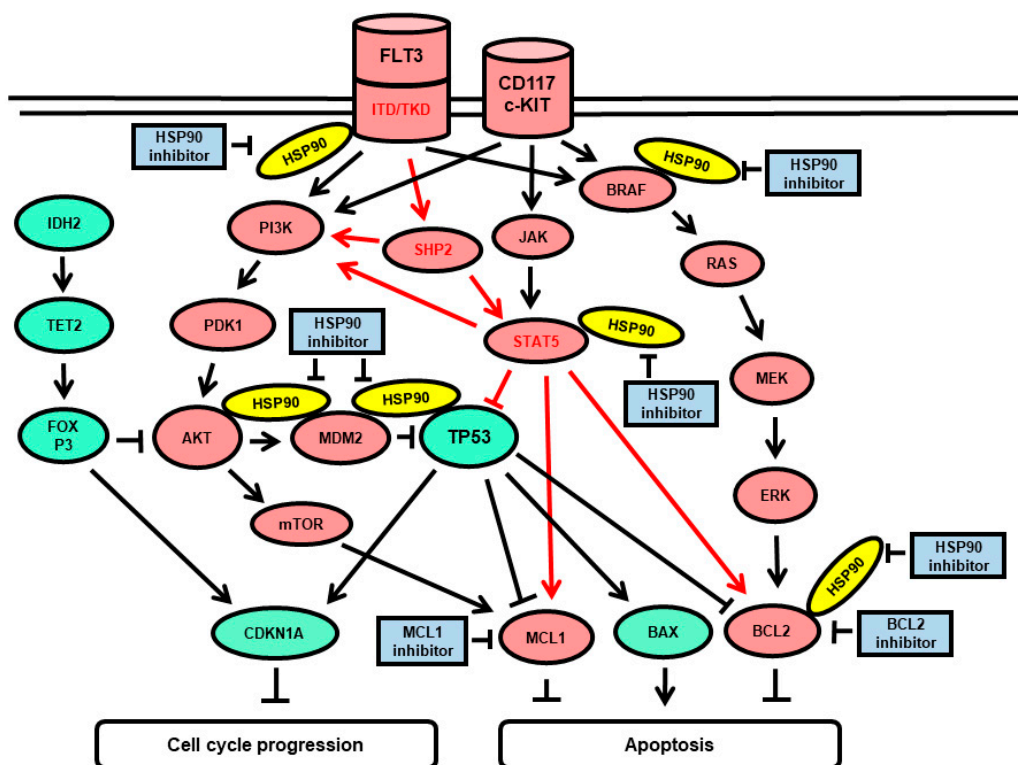 FLT3
ITD/TKD
CD117
c-KIT
HSP90
inhibitor
HSP90
HSP90
HSP90
inhibitor
BRAF
IDH2
PI3K
SHP2
JAK
RAS
TET2
PDK1
HSP90
inhibitor
STAT5
HSP90
MEK
HSP90
inhibitor
HSP90
HSP90
FOX
P3
AKT
MDM2
TP53
ERK
mTOR
HSP90
inhibitor
HSP90
CDKN1A
MCL1
inhibitor
MCL1
BAX
BCL2
BCL2
inhibitor
Cell cycle progression
Apoptosis